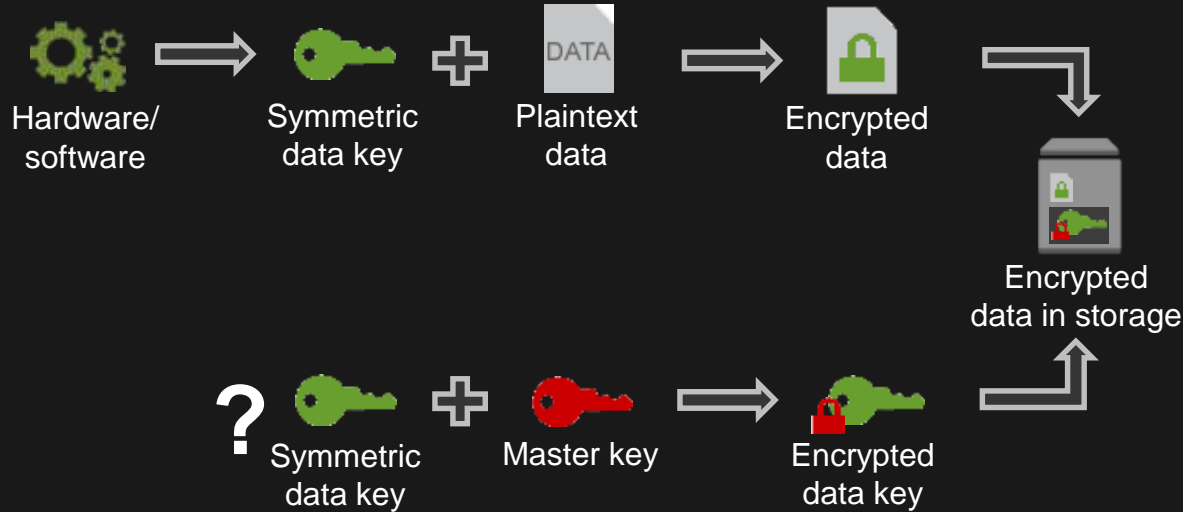 DATA
Hardware/
software
Symmetric
data key
Plaintext
data
Encrypted
data
Encrypted
data in storage
?
Symmetric
data key
Master key
Encrypted
data key